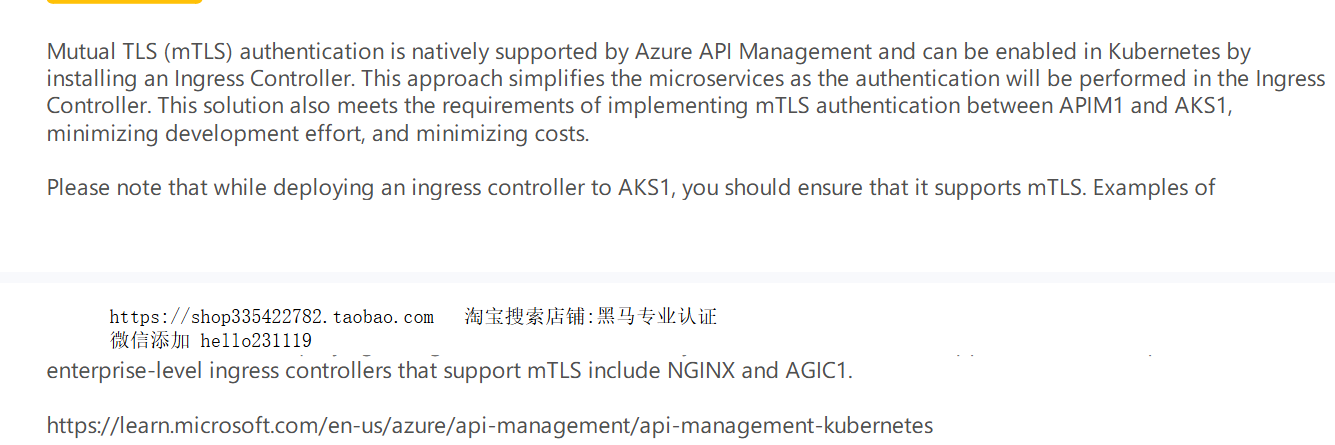 Mutual TLS (mTLS) authentication is natively supported by Azure API Management and can be enabled in Kubernetes by
installing an Ingress Controller. This approach simplifies the microservices as the authentication will be performed in the Ingress
Controller. This solution also meets the requirements of implementing mTLS authentication between APIM1 and AKS1,
minimizing development effort, and minimizing costs.
Please note that while deploying an ingress controller to AKS1, you should ensure that it supports mTLS. Examples of
https://shop335422782.taobao.com 淘宝搜索店铺:黑马专业认证
微信添加 hello231119
enterprise-level ingress controllers that support mTLS include NGINX and AGIC1.
https://learn.microsoft.com/en-us/azure/api-management/api-management-kubernetes